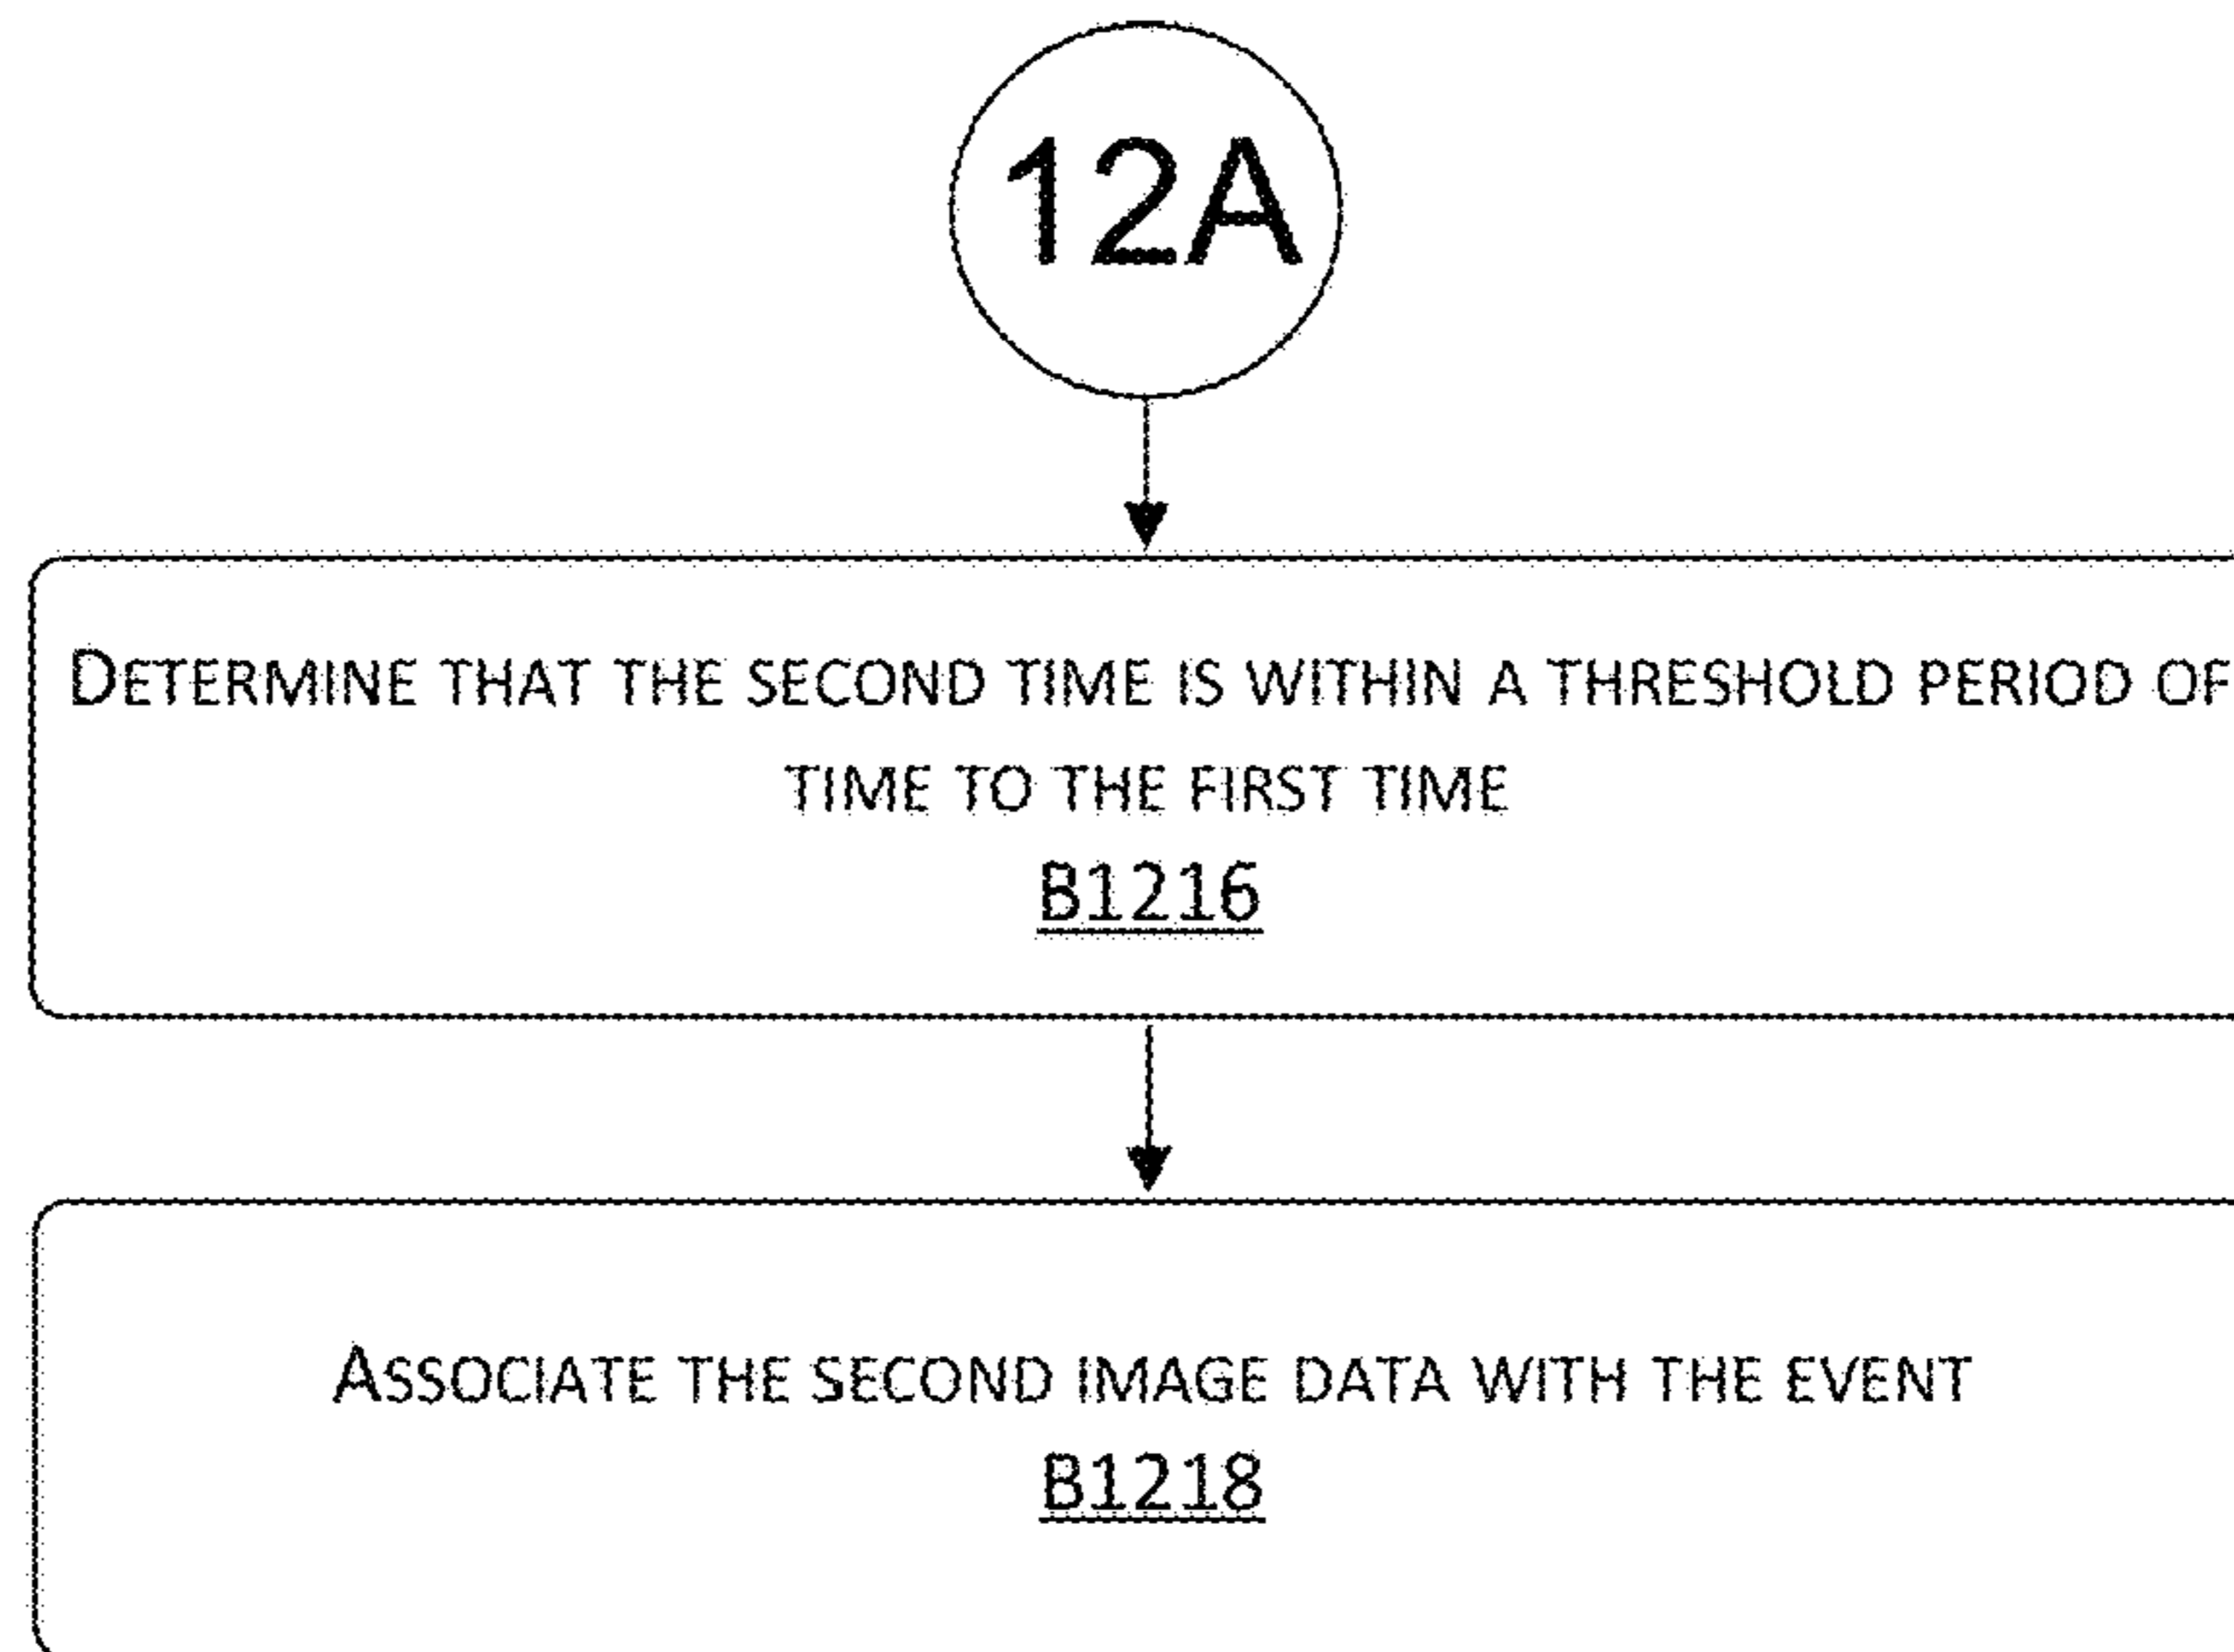 12A
Determine that the second time is within a threshold period of
time to the first time
B1216
Associate the second image data with the event
B1218